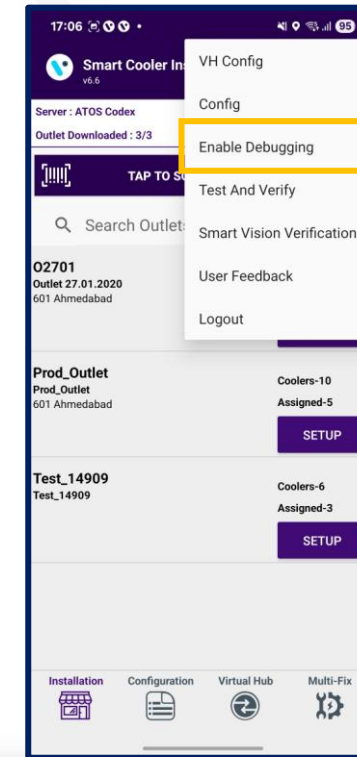 17:06
95
Smart Cooler In
v6.6
Server : ATOS Codex
Outlet Downloaded : 3/3
VH Config
Config
Enable Debugging
Test And Verify
Smart Vision Verification
User Feedback
Logout
TAP TO S
Search Outlet
O2701
Outlet 27.01.2020
601 Ahmedabad
Prod_Outlet
Prod_Outlet
601 Ahmedabad
Coolers-10
Assigned-5
SETUP
Test_14909
Test_14909
Coolers-6
Assigned-3
SETUP
Installation
Configuration
Virtual Hub
Multi-Fix